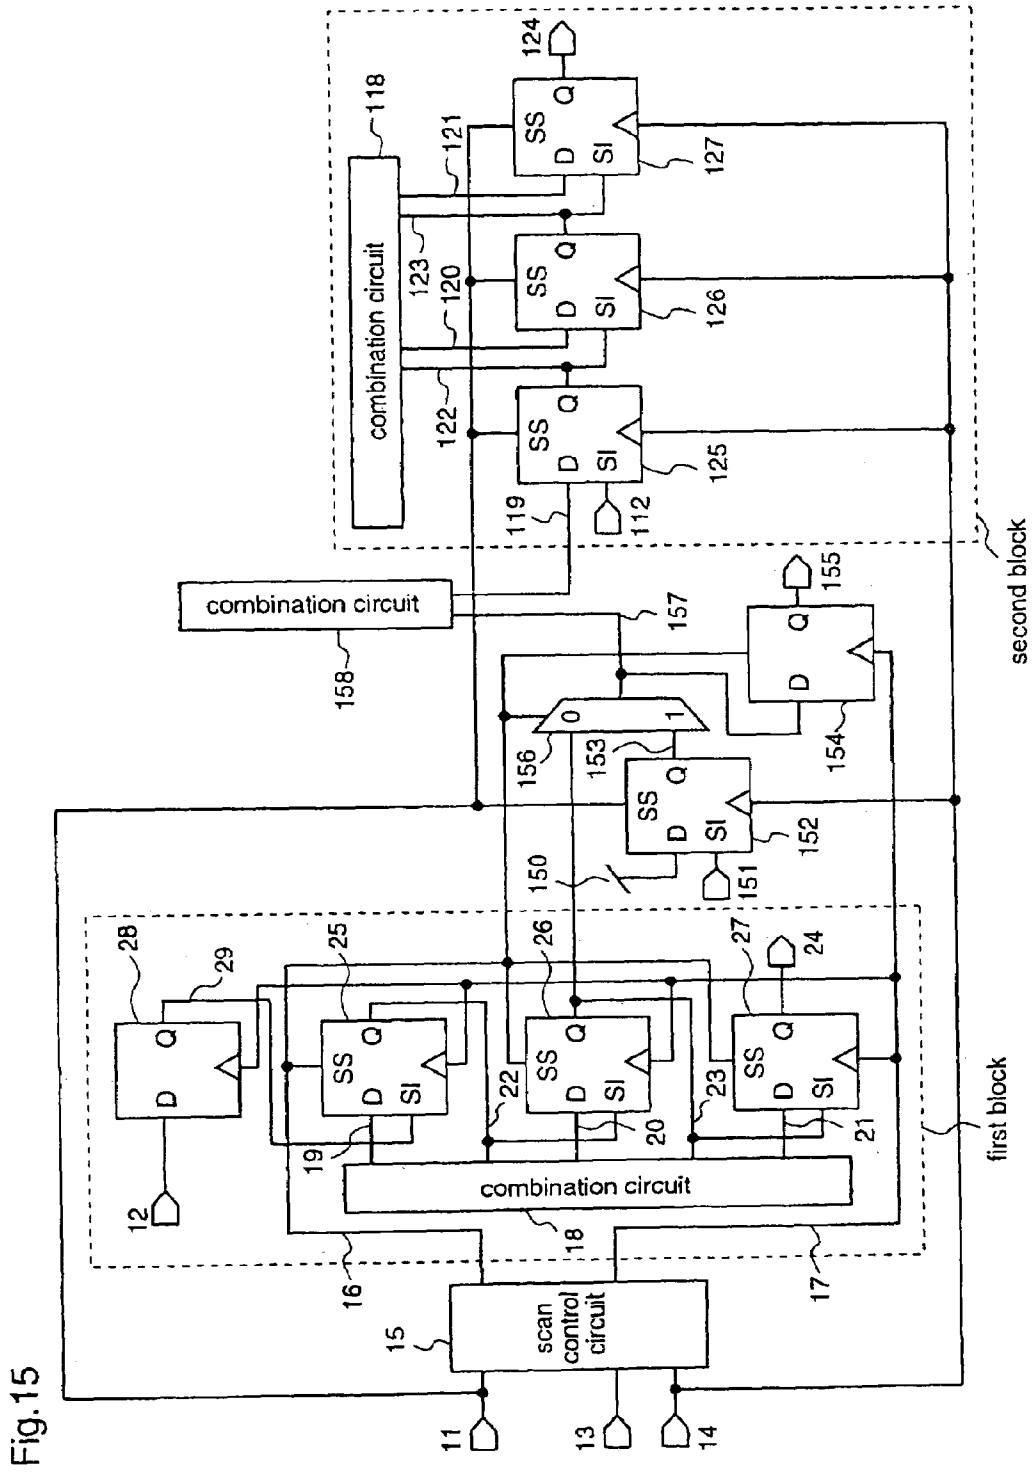 Fig.15
11
13
14
15
scan
control
circuit
16
17
first block
12
28
D
Q
29
19
25
SS
D
Q
SI
22
26
SS
D
Q
SI
20
23
27
SS
D
Q
SI
24
21
combination circuit
18
150
151
152
SS
D
Q
SI
153
156
0
1
157
154
D
Q
155
combination circuit
158
119
112
second block
combination circuit
118
122
120
123
121
SS
D
Q
SI
125
SS
D
Q
SI
126
SS
D
Q
SI
127
124